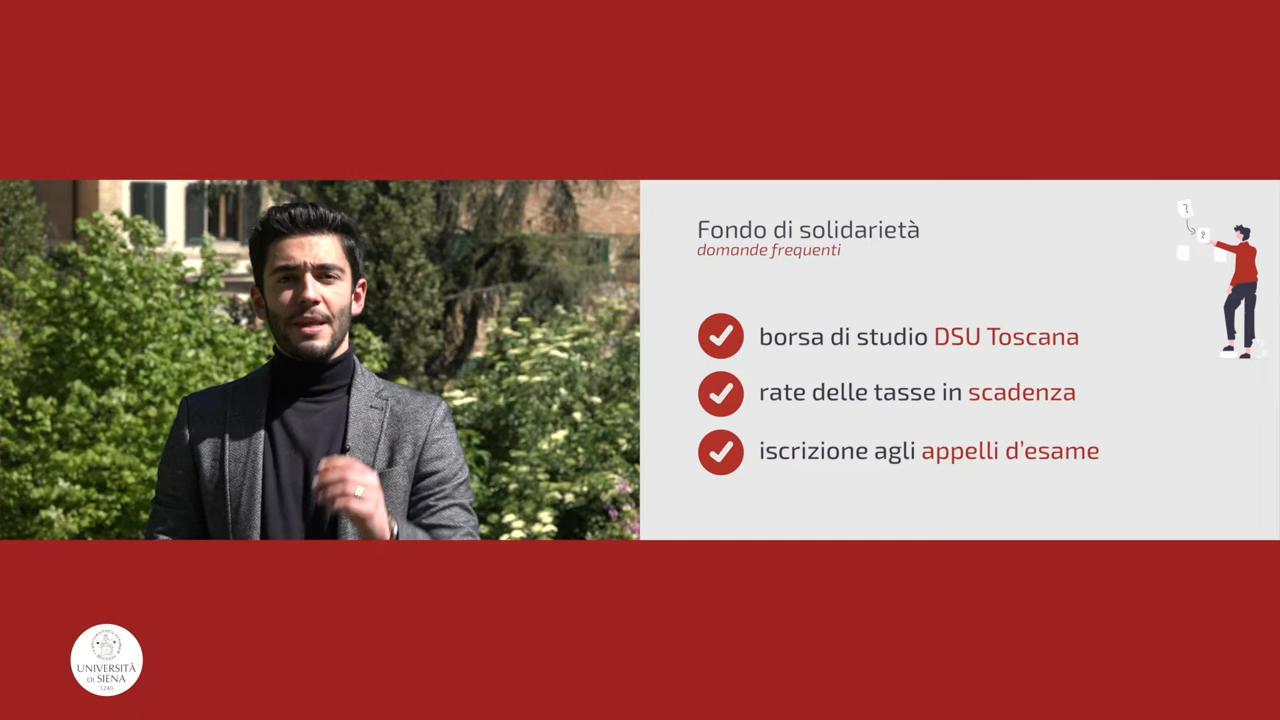 Fondo di solidarietà
domande frequenti
borsa di studio DSU Toscana
rate delle tasse in scadenza
iscrizione agli appelli d'esame
UNIVERSITÀ
DI SIENA
1240